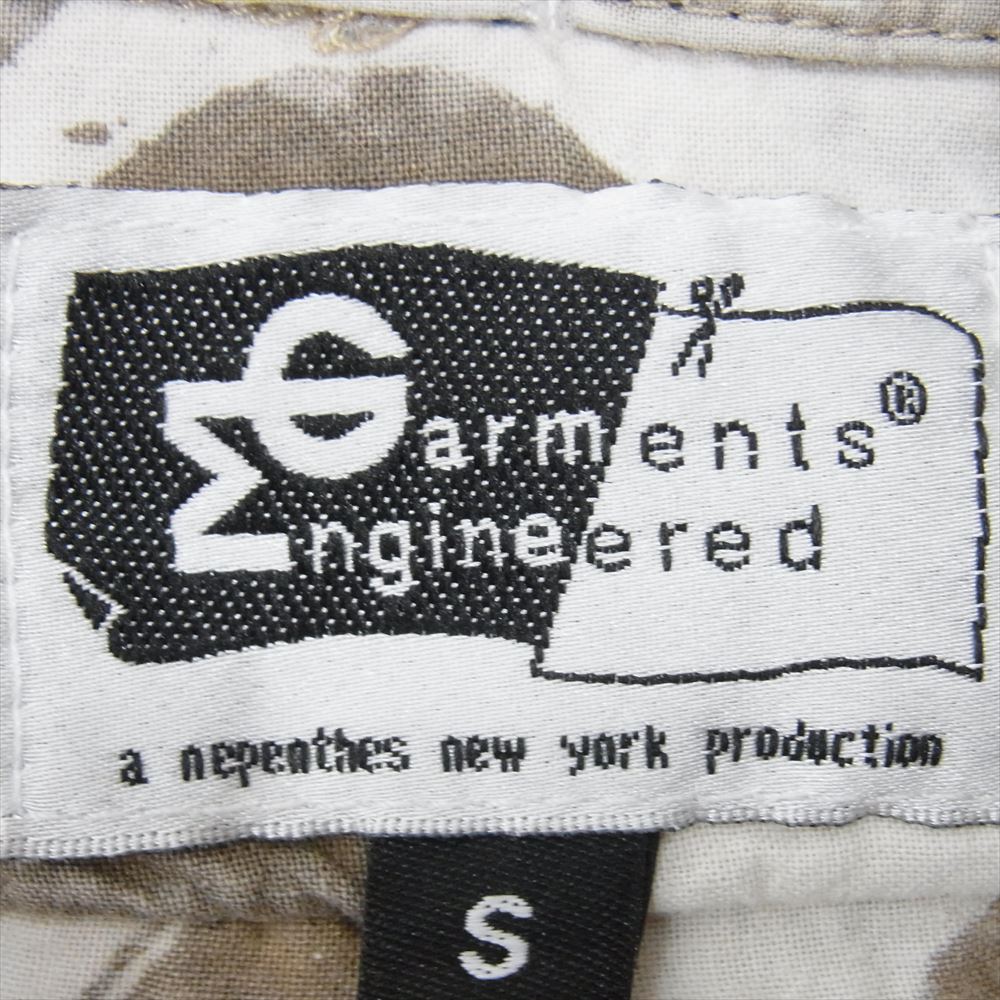 Garments®
Engineered
a nepenthes new york production
S